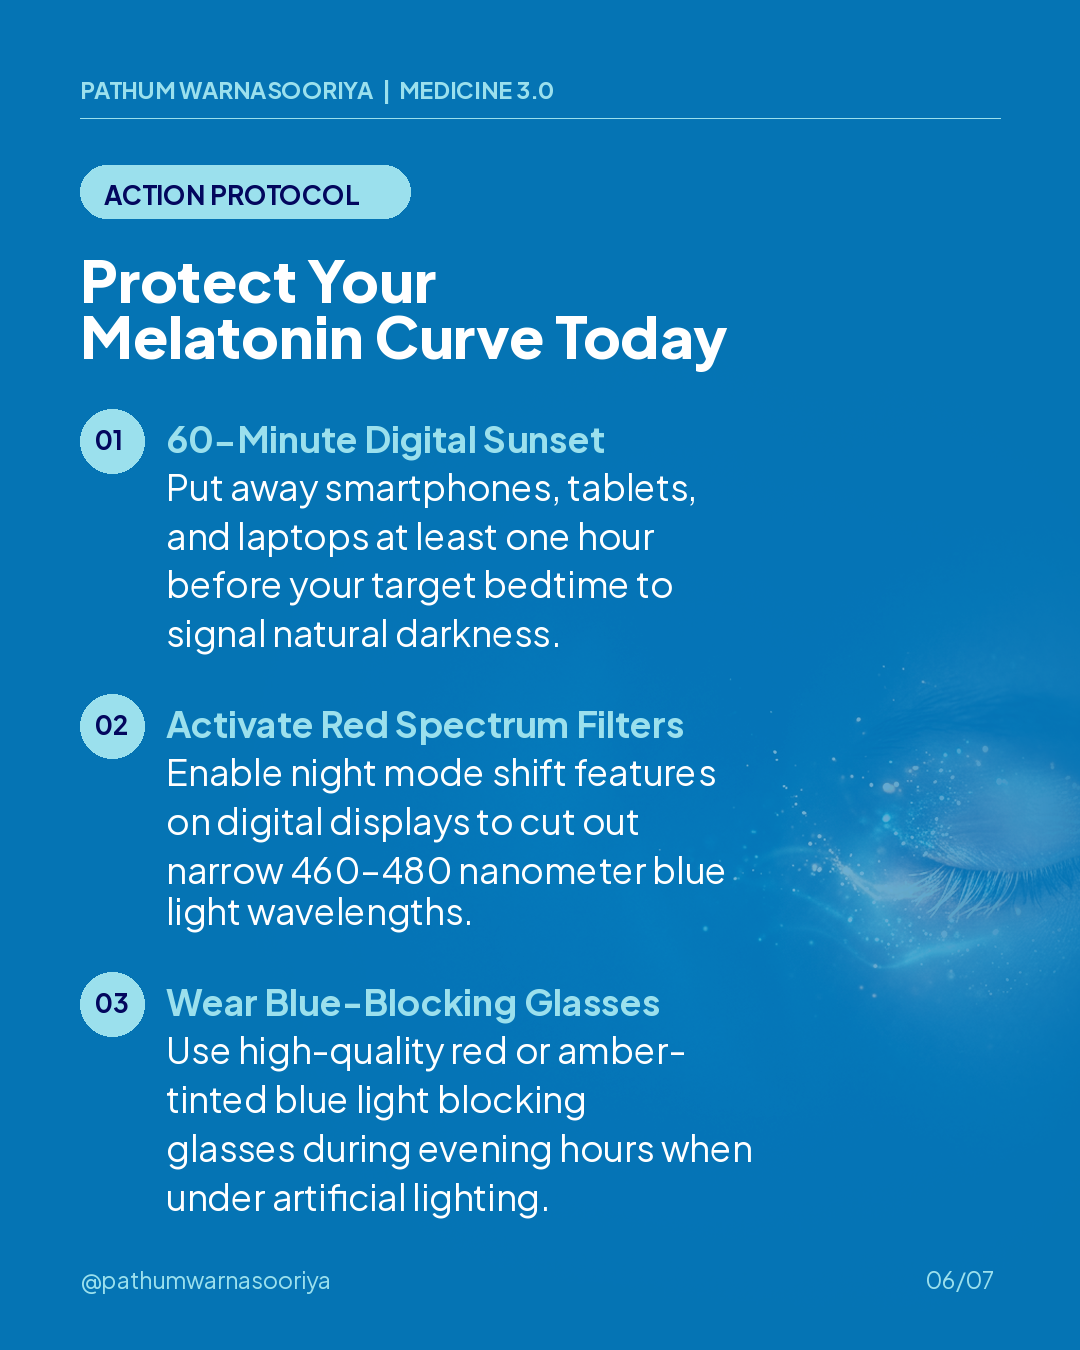 PATHUM WARNASOORIYA | MEDICINE 3.0
ACTION PROTOCOL
Protect Your
Melatonin Curve Today
01
60-Minute Digital Sunset
Put away smartphones, tablets,
and laptops at least one hour
before your target bedtime to
signal natural darkness.
02
Activate Red Spectrum Filters
Enable night mode shift features
on digital displays to cut out
narrow 460-480 nanometer blue
light wavelengths.
03
Wear Blue-Blocking Glasses
Use high-quality red or amber-
tinted blue light blocking
glasses during evening hours when
under artificial lighting.
@pathumwarnasooriya
06/07